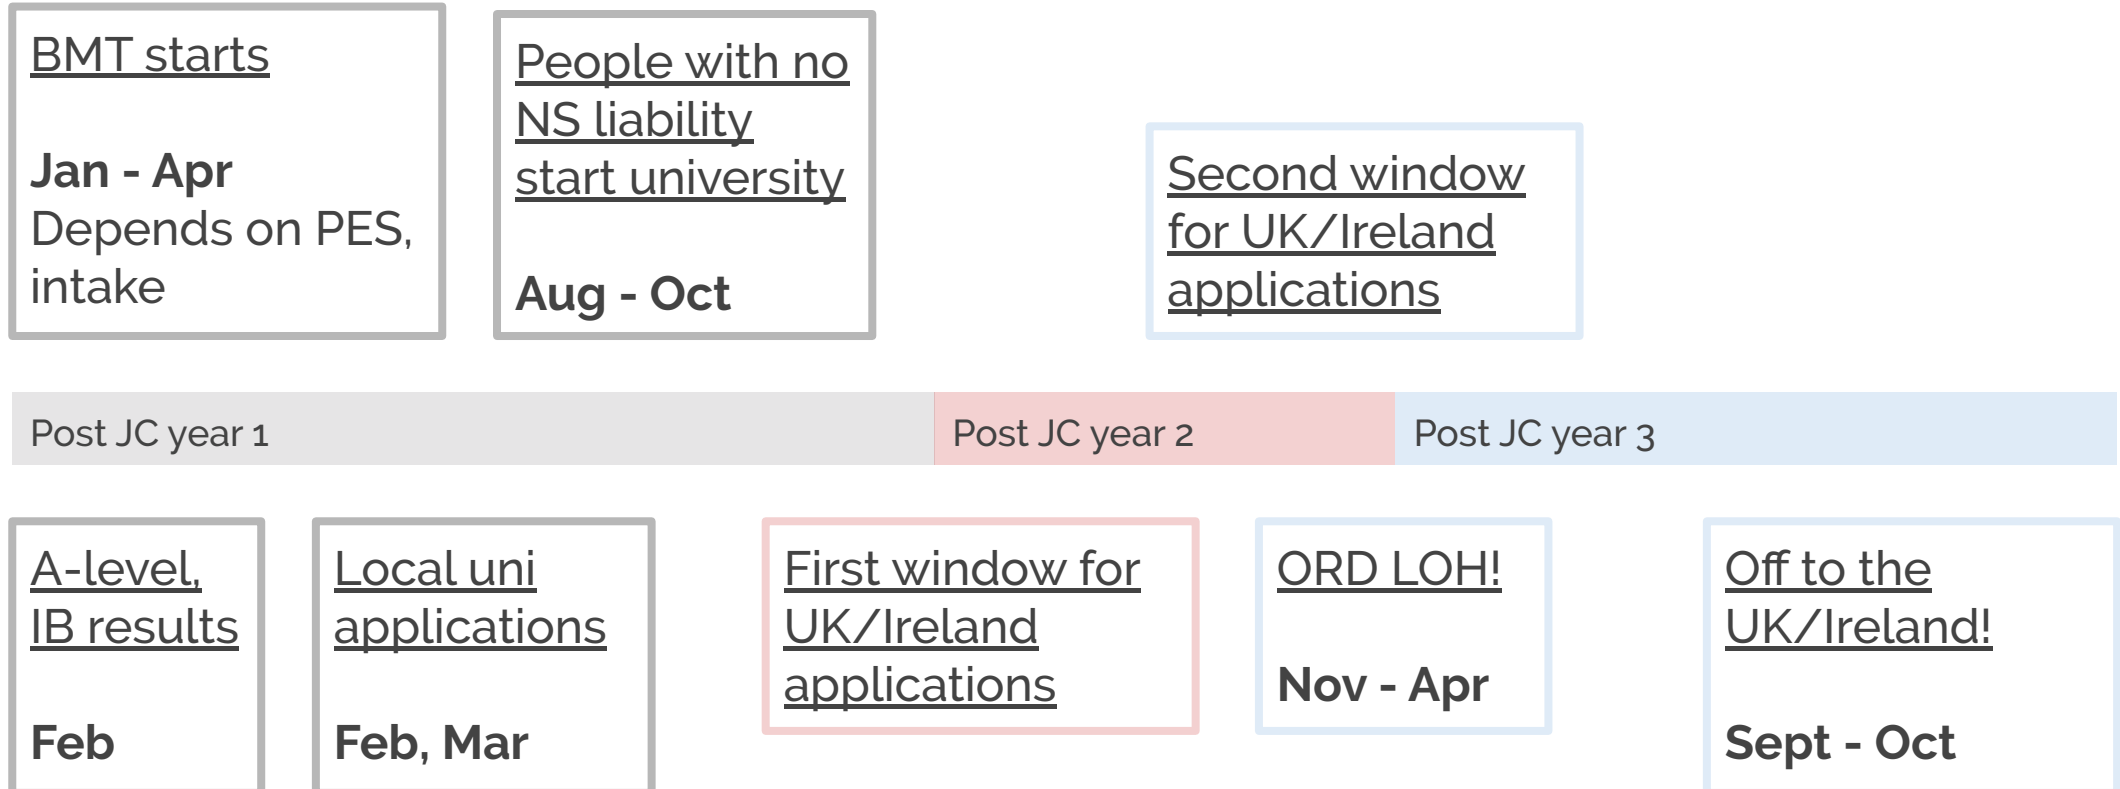 BMT starts
Jan - Apr
Depends on PES,
intake
People with no
NS liability
start university
Aug - Oct
Second window
for UK/Ireland
applications
Post JC year 1
Post JC year 2
Post JC year 3
A-level,
IB results
Feb
Local uni
applications
Feb, Mar
First window for
UK/Ireland
applications
ORD LOH!
Nov - Apr
Off to the
UK/Ireland!
Sept - Oct